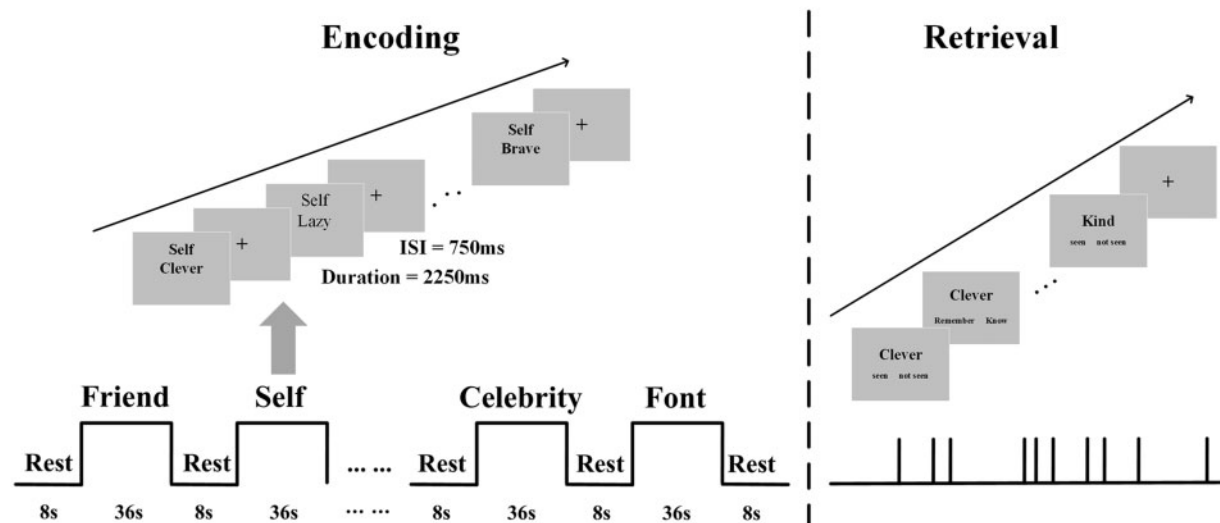 Encoding
Self
Clever
+
Self
Lazy
+
...
Self
Brave
+
ISI = 750ms
Duration = 2250ms
Friend
Self
Celebrity
Font
Rest
Rest
... ...
Rest
Rest
Rest
8s
36s
8s
36s
... ...
8s
36s
8s
36s
8s
Retrieval
Clever
seen not seen
Clever
Remember Know
...
Kind
seen not seen
+